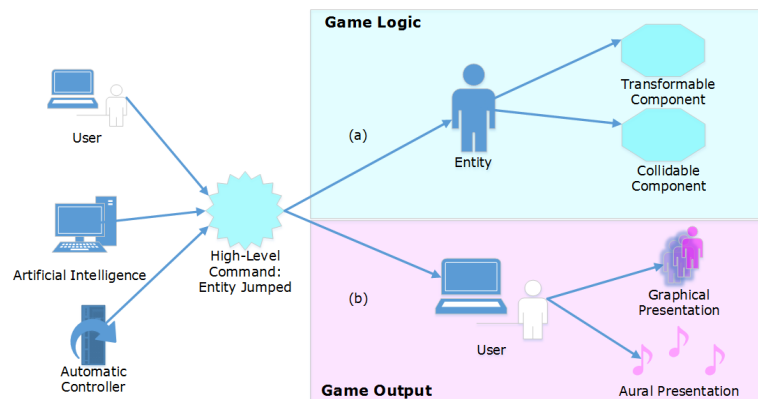 Game Logic
User
Artificial Intelligence
Automatic
Controller
High-Level
Command:
Entity Jumped
(a)
Entity
Transformable
Component
Collidable
Component
(b)
User
Graphical
Presentation
Aural Presentation
Game Output